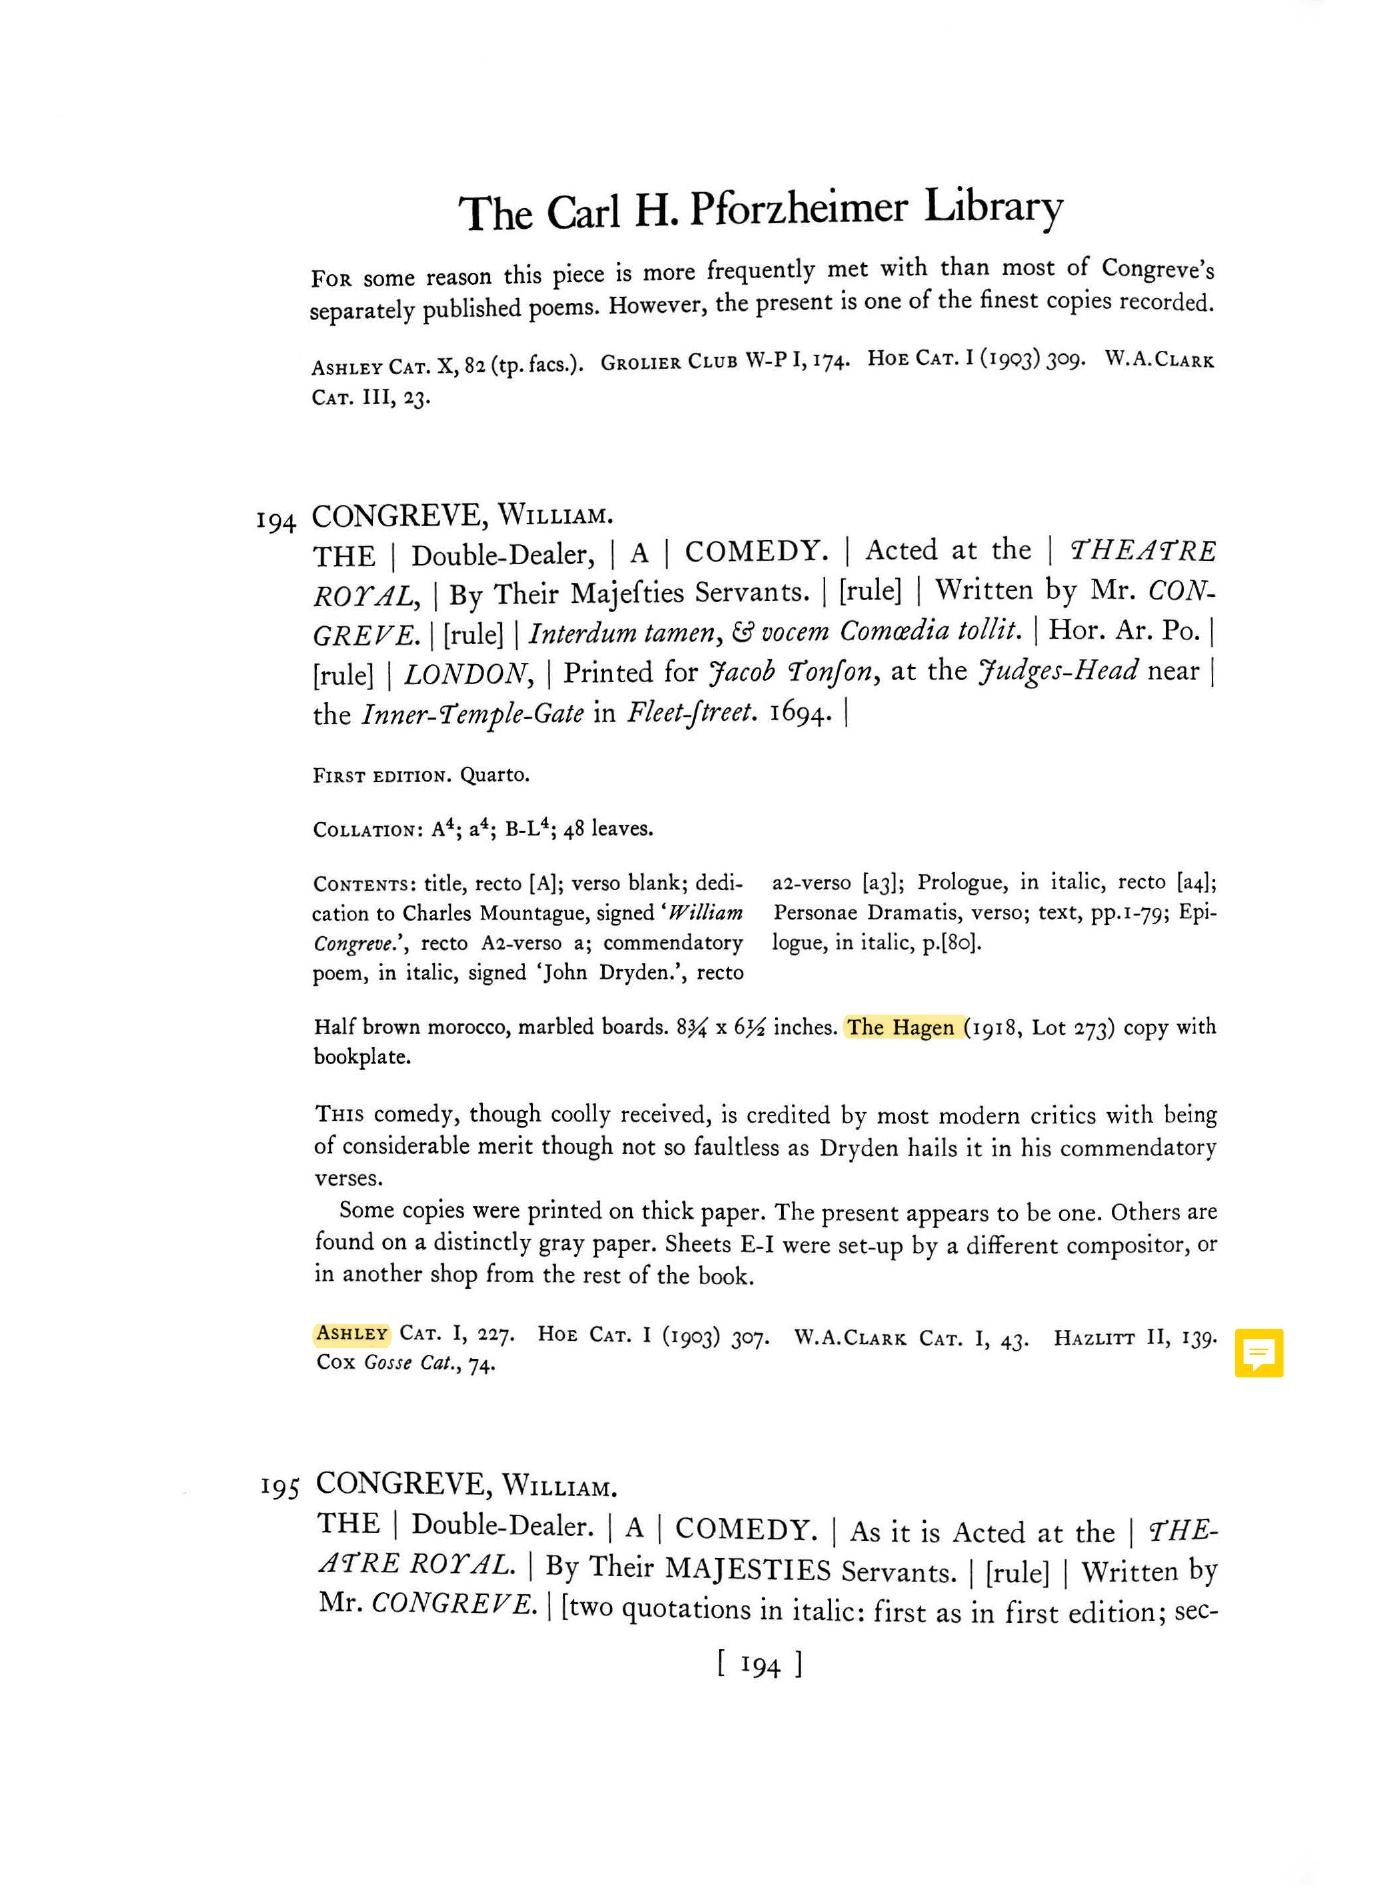 The Carl H. Pforzheimer Library
For some reason this piece is more frequently met with than most of Congreve's
separately published poems. However, the present is one of the finest copies recorded.
Ashley Cat. X, 82 (tp. facs.). Grolier Club W-P I, 174. Hoe Cat. I (1903) 309. W.A.Clark
Cat. III, 23.
194 CONGREVE, William.
THE | Double-Dealer, | A | COMEDY. | Acted at the | THEATRE
ROYAL, | By Their Majeſties Servants. | [rule] | Written by Mr. CON-
GREVE. | [rule] | Interdum tamen, & vocem Comœdia tollit. | Hor. Ar. Po. |
[rule] | LONDON, | Printed for Jacob Tonſon, at the Judges-Head near |
the Inner-Temple-Gate in Fleet-ſtreet. 1694. |
First edition. Quarto.
Collation: A⁴; a⁴; B-L⁴; 48 leaves.
Contents: title, recto [A]; verso blank; dedi-
cation to Charles Mountague, signed 'William
Congreve.', recto A2-verso a; commendatory
poem, in italic, signed 'John Dryden.', recto
a2-verso [a3]; Prologue, in italic, recto [a4];
Personae Dramatis, verso; text, pp.1-79; Epi-
logue, in italic, p.[80].
Half brown morocco, marbled boards. 8¾ x 6½ inches. The Hagen (1918, Lot 273) copy with
bookplate.
This comedy, though coolly received, is credited by most modern critics with being
of considerable merit though not so faultless as Dryden hails it in his commendatory
verses.
Some copies were printed on thick paper. The present appears to be one. Others are
found on a distinctly gray paper. Sheets E-I were set-up by a different compositor, or
in another shop from the rest of the book.
Ashley Cat. I, 227. Hoe Cat. I (1903) 307. W.A.Clark Cat. I, 43. Hazlitt II, 139.
Cox Gosse Cat., 74.
195 CONGREVE, William.
THE | Double-Dealer. | A | COMEDY. | As it is Acted at the | THE-
ATRE ROYAL. | By Their MAJESTIES Servants. | [rule] | Written by
Mr. CONGREVE. | [two quotations in italic: first as in first edition; sec-
[ 194 ]